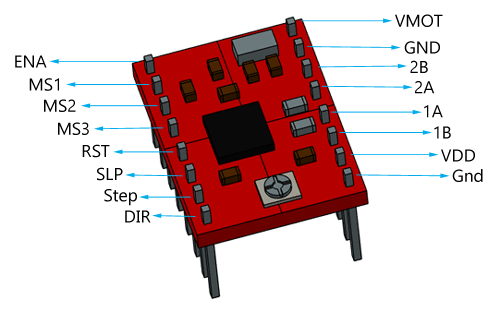 VMOT
GND
2B
2A
1A
1B
VDD
Gnd
ENA
MS1
MS2
MS3
RST
SLP
Step
DIR